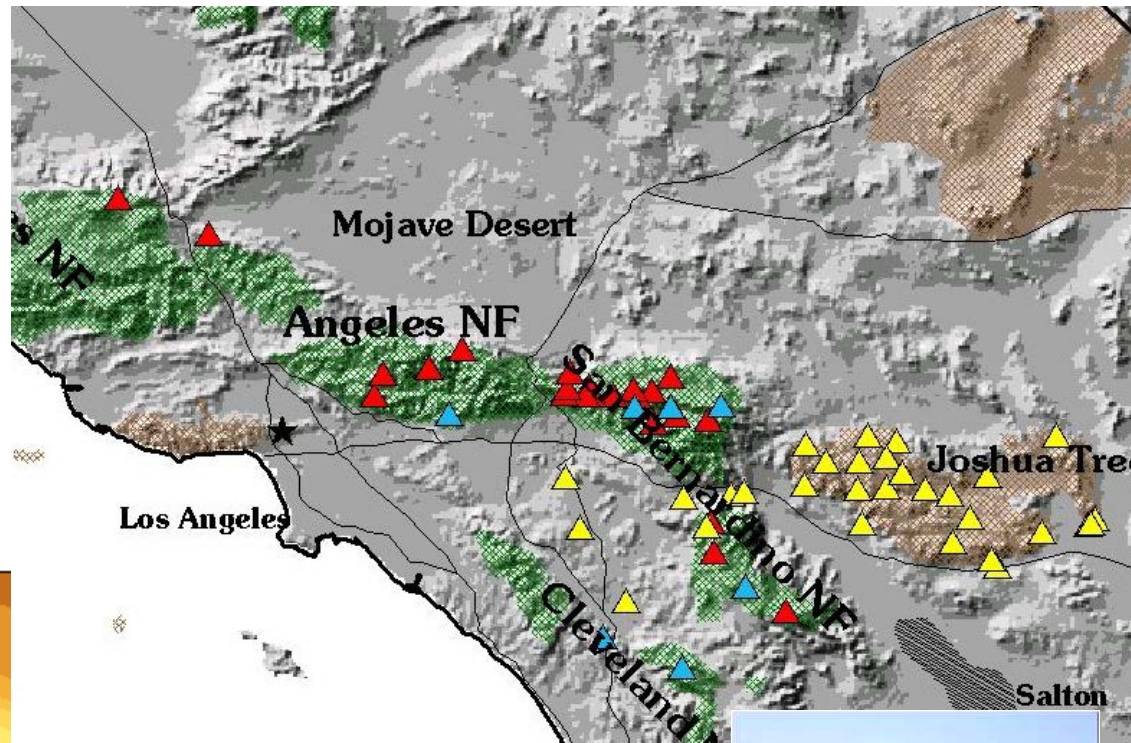 Mojave Desert
s NF
Angeles NF
San Bernardino NF
Joshua Tree
Los Angeles
Cleveland
Salton